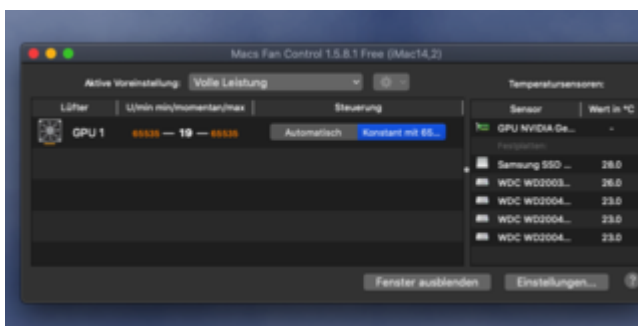 Macs Fan Control 1.5.8.1 Free (iMac14,2)
Aktive Voreinstellung: Volle Leistung
Temperatursensoren:
Lüfter U/min min/momentan/max Steuerung
Sensor Wert in °C
GPU 1 65535 — 19 — 65535 Automatisch Konstant mit 65...
GPU NVIDIA Ge... -
Festplatten:
Samsung SSD ... 28.0
WDC WD2003... 26.0
WDC WD2004... 23.0
WDC WD2004... 23.0
WDC WD2004... 23.0
Fenster ausblenden Einstellungen... ?